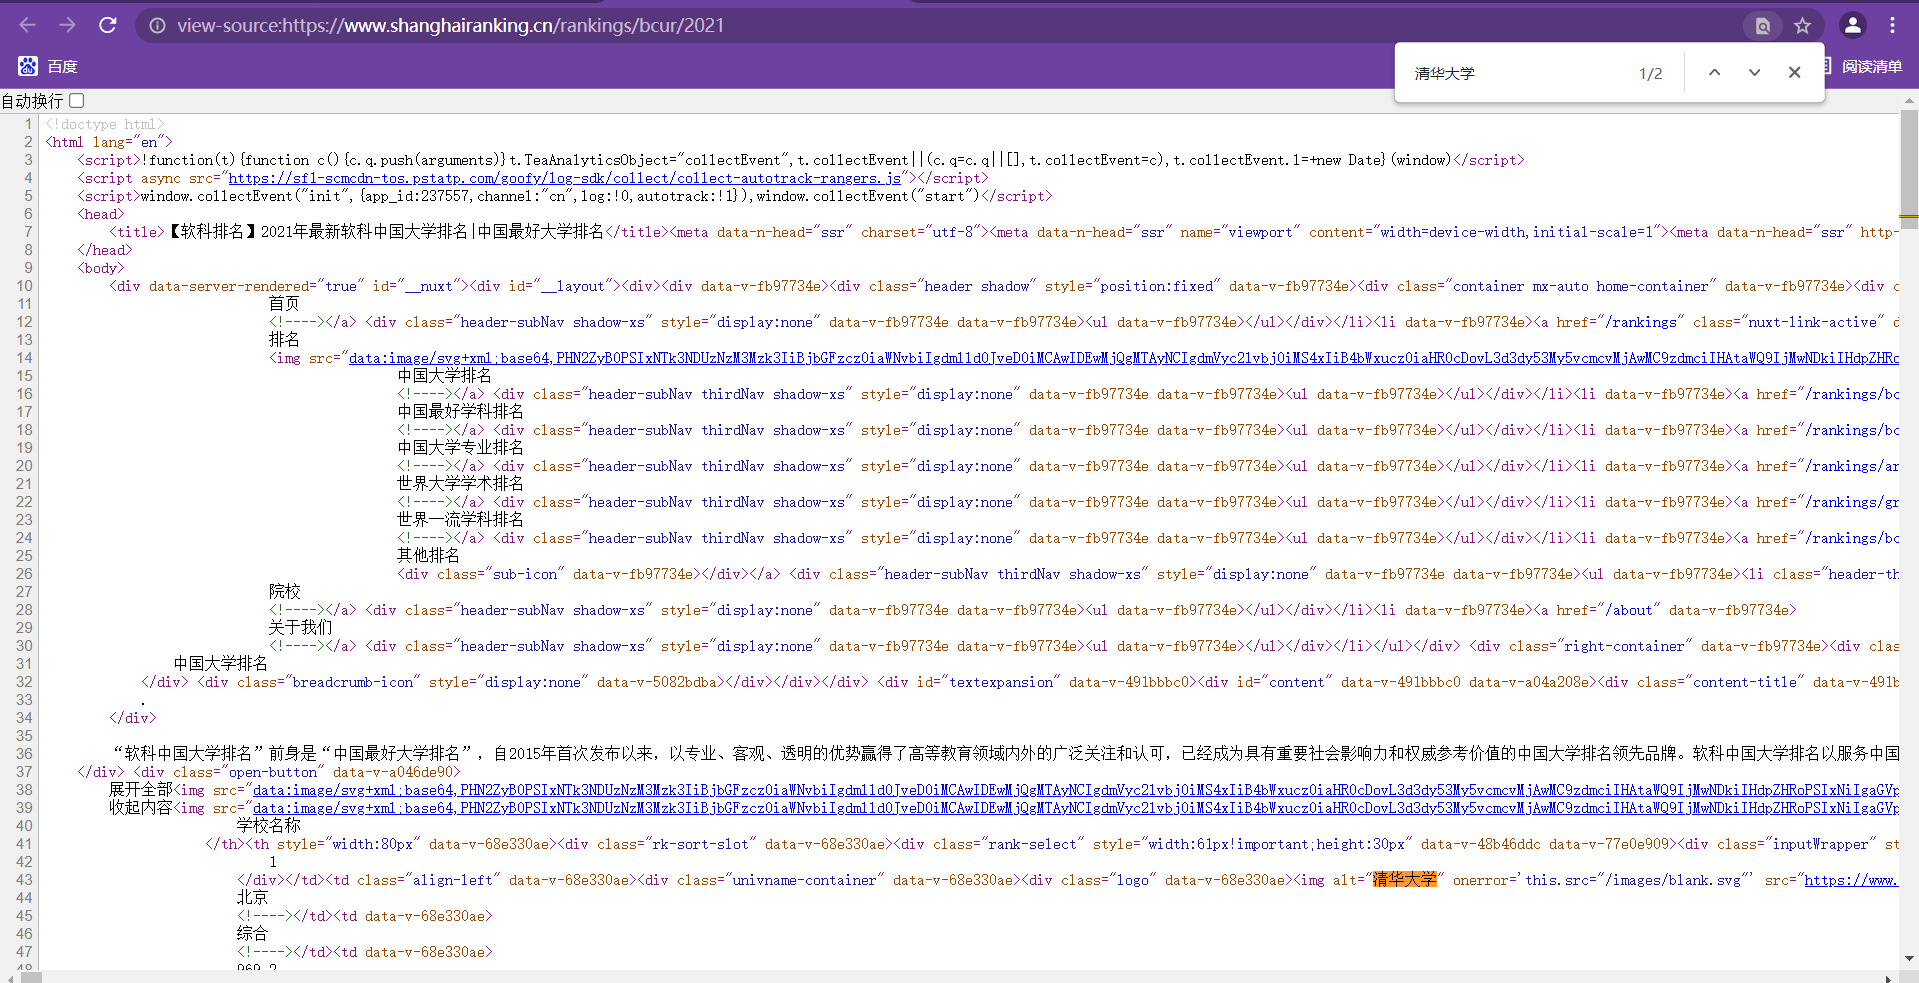 view-source:https://www.shanghairanking.cn/rankings/bcur/2021
百度
清华大学 1/2
阅读清单
自动换行
1 <!doctype html>
2 <html lang="en">
3 <script>!function(t){function c(){c.q.push(arguments)}t.TeaAnalyticsObject="collectEvent",t.collectEvent||(c.q=c.q||[],t.collectEvent=c),t.collectEvent.l=+new Date}(window)</script>
4 <script async src="https://sf1-scmcdn-tos.pstatp.com/goofy/log-sdk/collect/collect-autotrack-rangers.js"></script>
5 <script>window.collectEvent("init",{app_id:237557,channel:"cn",log:!0,autotrack:!1}),window.collectEvent("start")</script>
6 <head>
7 <title>【软科排名】2021年最新软科中国大学排名|中国最好大学排名</title><meta data-n-head="ssr" charset="utf-8"><meta data-n-head="ssr" name="viewport" content="width=device-width,initial-scale=1"><meta data-n-head="ssr" http-
8 </head>
9 <body>
10 <div data-server-rendered="true" id="__nuxt"><div id="__layout"><div><div data-v-fb97734e><div class="header shadow" style="position:fixed" data-v-fb97734e><div class="container mx-auto home-container" data-v-fb97734e><div c
11 首页
12 <!----></a> <div class="header-subNav shadow-xs" style="display:none" data-v-fb97734e data-v-fb97734e><ul data-v-fb97734e></ul></div></li><li data-v-fb97734e><a href="/rankings" class="nuxt-link-active" d
13 排名
14 <img src="data:image/svg+xml;base64,
15 中国大学排名
16 <!----></a> <div class="header-subNav thirdNav shadow-xs" style="display:none" data-v-fb97734e data-v-fb97734e><ul data-v-fb97734e></ul></div></li><li data-v-fb97734e><a href="/rankings/bc
17 中国最好学科排名
18 <!----></a> <div class="header-subNav thirdNav shadow-xs" style="display:none" data-v-fb97734e data-v-fb97734e><ul data-v-fb97734e></ul></div></li><li data-v-fb97734e><a href="/rankings/bc
19 中国大学专业排名
20 <!----></a> <div class="header-subNav thirdNav shadow-xs" style="display:none" data-v-fb97734e data-v-fb97734e><ul data-v-fb97734e></ul></div></li><li data-v-fb97734e><a href="/rankings/ar
21 世界大学学术排名
22 <!----></a> <div class="header-subNav thirdNav shadow-xs" style="display:none" data-v-fb97734e data-v-fb97734e><ul data-v-fb97734e></ul></div></li><li data-v-fb97734e><a href="/rankings/gr
23 世界一流学科排名
24 <!----></a> <div class="header-subNav thirdNav shadow-xs" style="display:none" data-v-fb97734e data-v-fb97734e><ul data-v-fb97734e></ul></div></li><li data-v-fb97734e><a href="/rankings/bc
25 其他排名
26 <div class="sub-icon" data-v-fb97734e></div></a> <div class="header-subNav thirdNav shadow-xs" style="display:none" data-v-fb97734e data-v-fb97734e><ul data-v-fb97734e><li class="header-th
27 院校
28 <!----></a> <div class="header-subNav shadow-xs" style="display:none" data-v-fb97734e data-v-fb97734e><ul data-v-fb97734e></ul></div></li><li data-v-fb97734e><a href="/about" data-v-fb97734e>
29 关于我们
30 <!----></a> <div class="header-subNav shadow-xs" style="display:none" data-v-fb97734e data-v-fb97734e><ul data-v-fb97734e></ul></div></li></ul></div> <div class="right-container" data-v-fb97734e><div clas
31 中国大学排名
32 </div> <div class="breadcrumb-icon" style="display:none" data-v-5082bdba></div></div></div> <div id="textexpansion" data-v-491bbbc0><div id="content" data-v-491bbbc0 data-v-a04a208e><div class="content-title" data-v-491b
33 .
34 </div>
35
36 “软科中国大学排名”前身是“中国最好大学排名”，自2015年首次发布以来，以专业、客观、透明的优势赢得了高等教育领域内外的广泛关注和认可，已经成为具有重要社会影响力和权威参考价值的中国大学排名领先品牌。软科中国大学排名以服务中国
37 </div> <div class="open-button" data-v-a046de90>
38 展开全部<img src="data:image/svg+xml;base64,
39 收起内容<img src="data:image/svg+xml;base64,
40 学校名称
41 </th><th style="width:80px" data-v-68e330ae><div class="rk-sort-slot" data-v-68e330ae><div class="rank-select" style="width:61px!important;height:30px" data-v-48b46ddc data-v-77e0e909><div class="inputWrapper" st
42 1
43 </div></td><td class="align-left" data-v-68e330ae><div class="univname-container" data-v-68e330ae><div class="logo" data-v-68e330ae><img alt="清华大学" onerror='this.src="/images/blank.svg"' src="https://www.
44 北京
45 <!----></td><td data-v-68e330ae>
46 综合
47 <!----></td><td data-v-68e330ae>
48 969.2